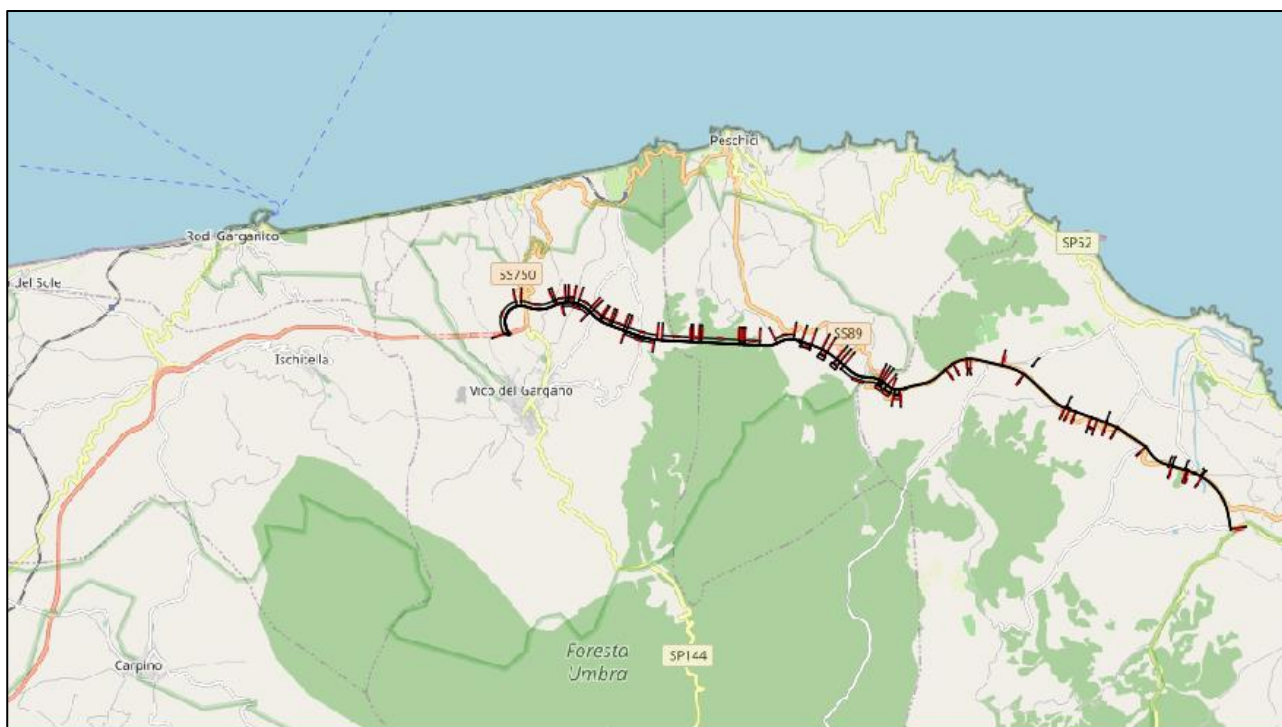 Peschici
Rodi Garganico
SP52
del Sole
SS750
SS89
Ischitella
Vico del Gargano
Foresta
Umbra
SP144
Carpino